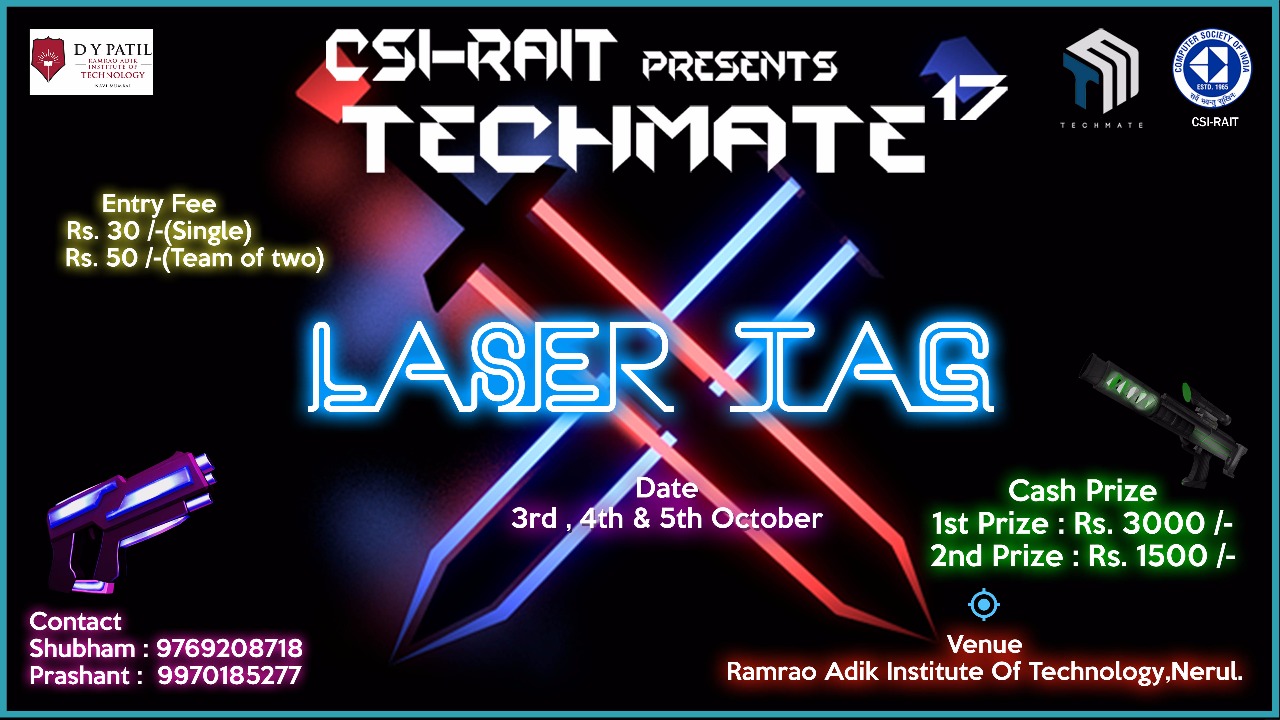 D Y PATIL
RAMRAO ADIK
INSTITUTE OF
TECHNOLOGY
NAVI MUMBAI
CSI-RAIT PRESENTS
TECHMATE 17
TECHMATE
COMPUTER SOCIETY OF INDIA
ESTD. 1965
CSI-RAIT
Entry Fee
Rs. 30 /-(Single)
Rs. 50 /-(Team of two)
LASER TAG
Date
3rd , 4th & 5th October
Cash Prize
1st Prize : Rs. 3000 /-
2nd Prize : Rs. 1500 /-
Contact
Shubham : 9769208718
Prashant : 9970185277
Venue
Ramrao Adik Institute Of Technology,Nerul.